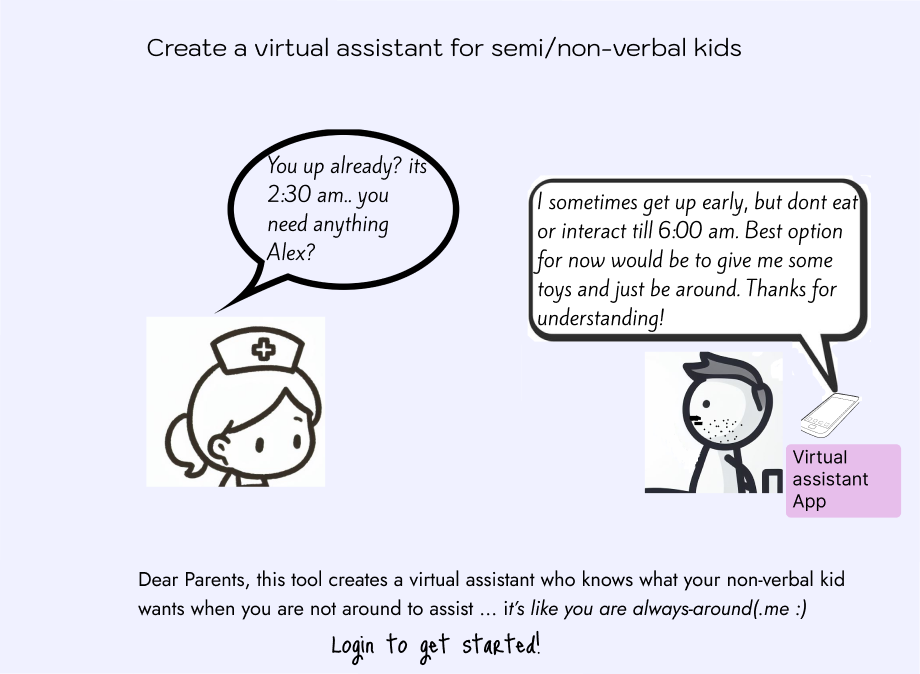 Create a virtual assistant for semi/non-verbal kids
You up already? its
2:30 am.. you
need anything
Alex?
I sometimes get up early, but dont eat
or interact till 6:00 am. Best option
for now would be to give me some
toys and just be around. Thanks for
understanding!
Virtual
assistant
App
Dear Parents, this tool creates a virtual assistant who knows what your non-verbal kid
wants when you are not around to assist ... it's like you are always-around(.me :)
Login to get started!